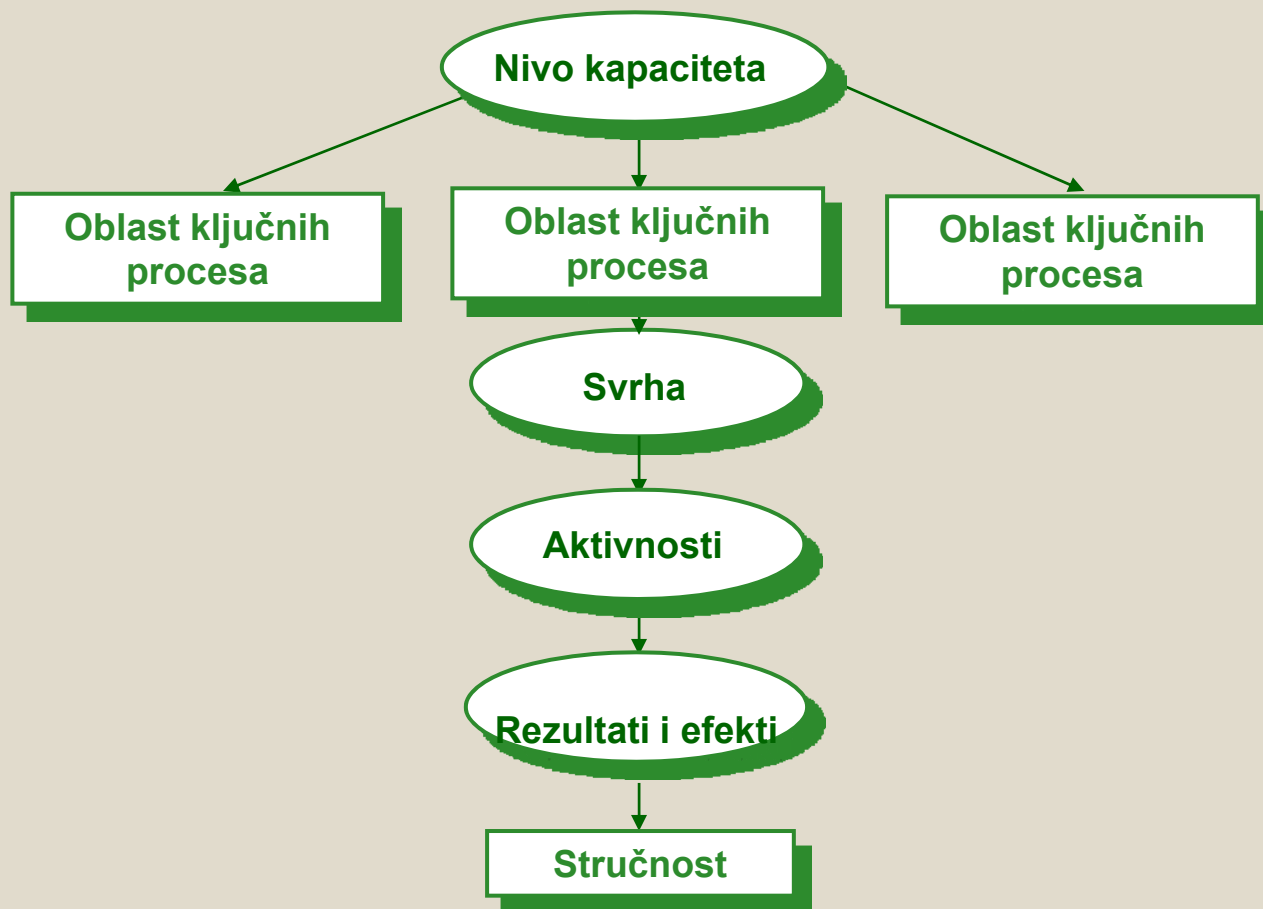 Nivo kapaciteta
Oblast ključnih
procesa
Oblast ključnih
procesa
Oblast ključnih
procesa
Svrha
Aktivnosti
Rezultati i efekti
Stručnost